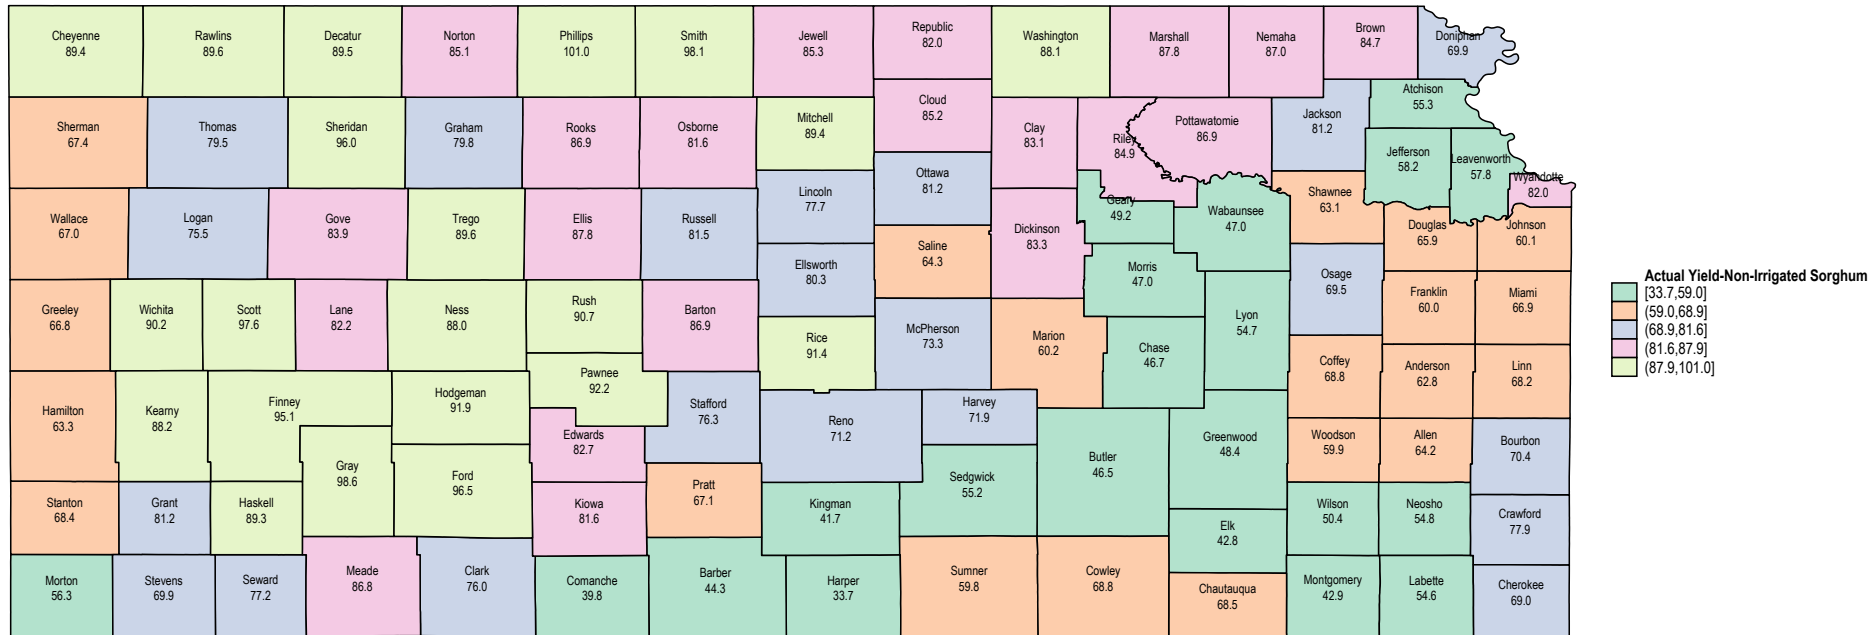 Cheyenne
89.4
Rawlins
89.6
Decatur
89.5
Norton
85.1
Phillips
101.0
Smith
98.1
Jewell
85.3
Republic
82.0
Washington
88.1
Marshall
87.8
Nemaha
87.0
Brown
84.7
Doniphan
69.9
Sherman
67.4
Thomas
79.5
Sheridan
96.0
Graham
79.8
Rooks
86.9
Osborne
81.6
Mitchell
89.4
Cloud
85.2
Clay
83.1
Riley
84.9
Pottawatomie
86.9
Jackson
81.2
Atchison
55.3
Jefferson
58.2
Leavenworth
57.8
Wyandotte
82.0
Wallace
67.0
Logan
75.5
Gove
83.9
Trego
89.6
Ellis
87.8
Russell
81.5
Lincoln
77.7
Ottawa
81.2
Saline
64.3
Dickinson
83.3
Geary
49.2
Wabaunsee
47.0
Shawnee
63.1
Douglas
65.9
Johnson
60.1
Greeley
66.8
Wichita
90.2
Scott
97.6
Lane
82.2
Ness
88.0
Rush
90.7
Barton
86.9
Ellsworth
80.3
Rice
91.4
McPherson
73.3
Marion
60.2
Morris
47.0
Chase
46.7
Lyon
54.7
Osage
69.5
Franklin
60.0
Miami
66.9
Hamilton
63.3
Kearny
88.2
Finney
95.1
Hodgeman
91.9
Pawnee
92.2
Stafford
76.3
Reno
71.2
Harvey
71.9
Coffey
68.8
Anderson
62.8
Linn
68.2
Gray
98.6
Ford
96.5
Edwards
82.7
Pratt
67.1
Kingman
41.7
Sedgwick
55.2
Butler
46.5
Greenwood
48.4
Woodson
59.9
Allen
64.2
Bourbon
70.4
Stanton
68.4
Grant
81.2
Haskell
89.3
Kiowa
81.6
Elk
42.8
Wilson
50.4
Neosho
54.8
Crawford
77.9
Morton
56.3
Stevens
69.9
Seward
77.2
Meade
86.8
Clark
76.0
Comanche
39.8
Barber
44.3
Harper
33.7
Sumner
59.8
Cowley
68.8
Chautauqua
68.5
Montgomery
42.9
Labette
54.6
Cherokee
69.0
Actual Yield-Non-Irrigated Sorghum
[33.7,59.0]
(59.0,68.9]
(68.9,81.6]
(81.6,87.9]
(87.9,101.0]